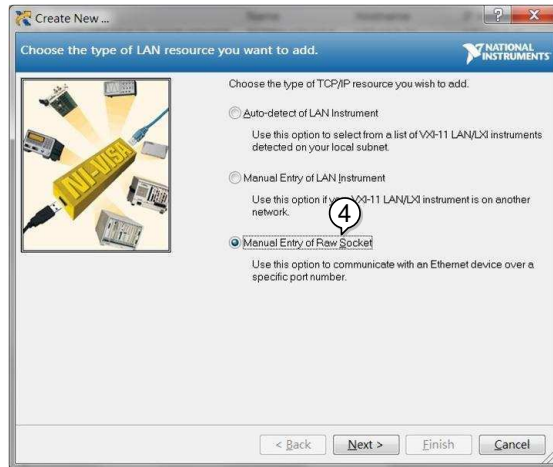 Create New ...
Choose the type of LAN resource you want to add.
NATIONAL
INSTRUMENTS
NI-VISA
Choose the type of TCP/IP resource you wish to add.
Auto-detect of LAN Instrument
Use this option to select from a list of VXI-11 LAN/LXI instruments
detected on your local subnet.
Manual Entry of LAN Instrument
Use this option if VXI-11 LAN/LXI instrument is on another
network.
4
Manual Entry of Raw Socket
Use this option to communicate with an Ethernet device over a
specific port number.
< Back
Next >
Finish
Cancel